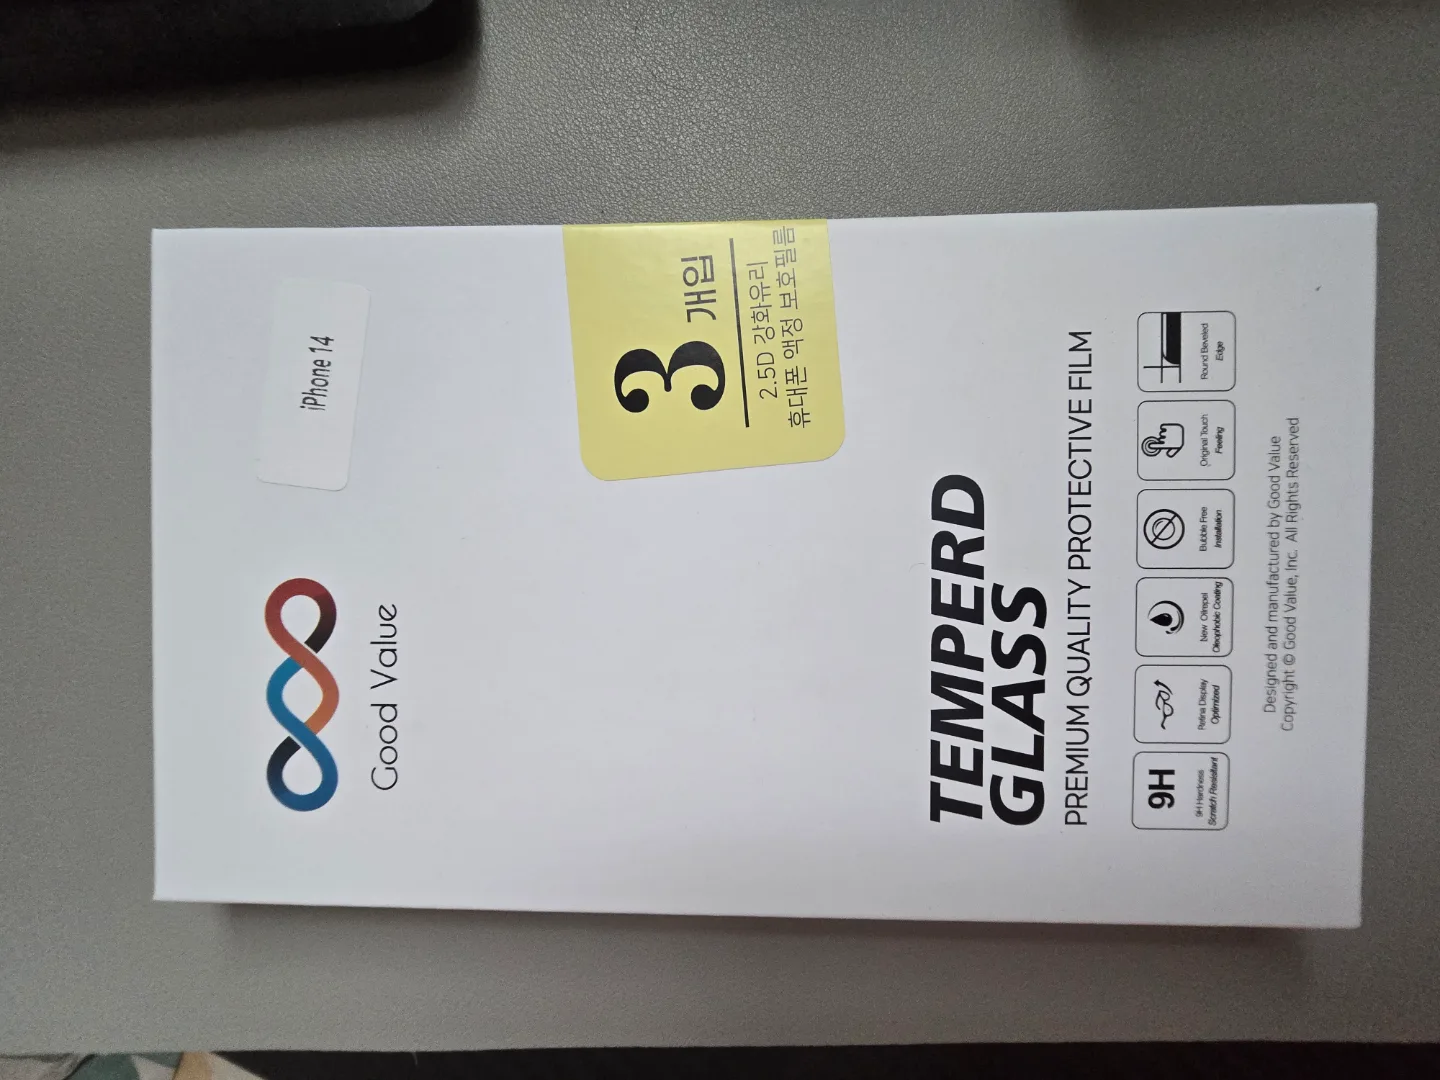 iPhone 14
Good Value
3 개입
2.5D 강화유리
휴대폰 액정 보호필름
TEMPERD
GLASS
PREMIUM QUALITY PROTECTIVE FILM
9H
9H Hardness
Scratch Resistant
Retina Display
Optimized
New Oilrepel
Oleophobic Coating
Bubble Free
Installation
Original Touch
Feeling
Round Beveled
Edge
Designed and manufactured by Good Value
Copyright © Good Value, Inc. All Rights Reserved